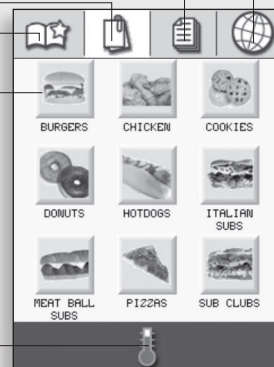 BURGERS
CHICKEN
COOKIES
DONUTS
HOTDOGS
ITALIAN
SUBS
MEAT BALL
SUBS
PIZZAS
SUB CLUBS